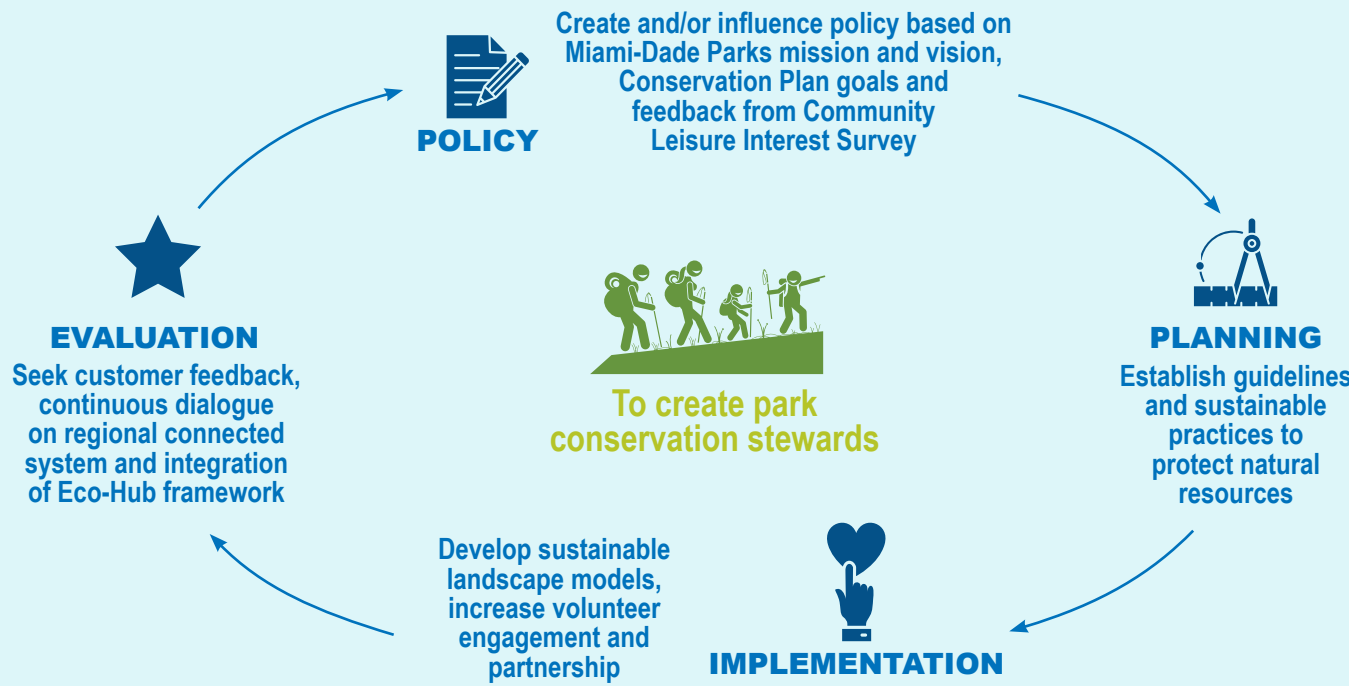 POLICY
Create and/or influence policy based on
Miami-Dade Parks mission and vision,
Conservation Plan goals and
feedback from Community
Leisure Interest Survey
PLANNING
Establish guidelines
and sustainable
practices to
protect natural
resources
IMPLEMENTATION
Develop sustainable
landscape models,
increase volunteer
engagement and
partnership
EVALUATION
Seek customer feedback,
continuous dialogue
on regional connected
system and integration
of Eco-Hub framework
To create park
conservation stewards